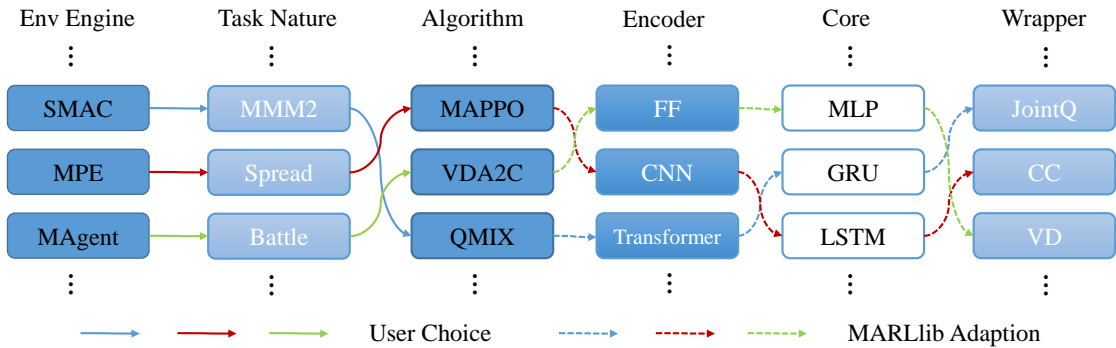 Env Engine Task Nature Algorithm Encoder Core Wrapper
SMAC MMM2 MAPPO FF MLP JointQ
MPE Spread VDA2C CNN GRU CC
MAgent Battle QMIX Transformer LSTM VD
User Choice MARLlib Adaption